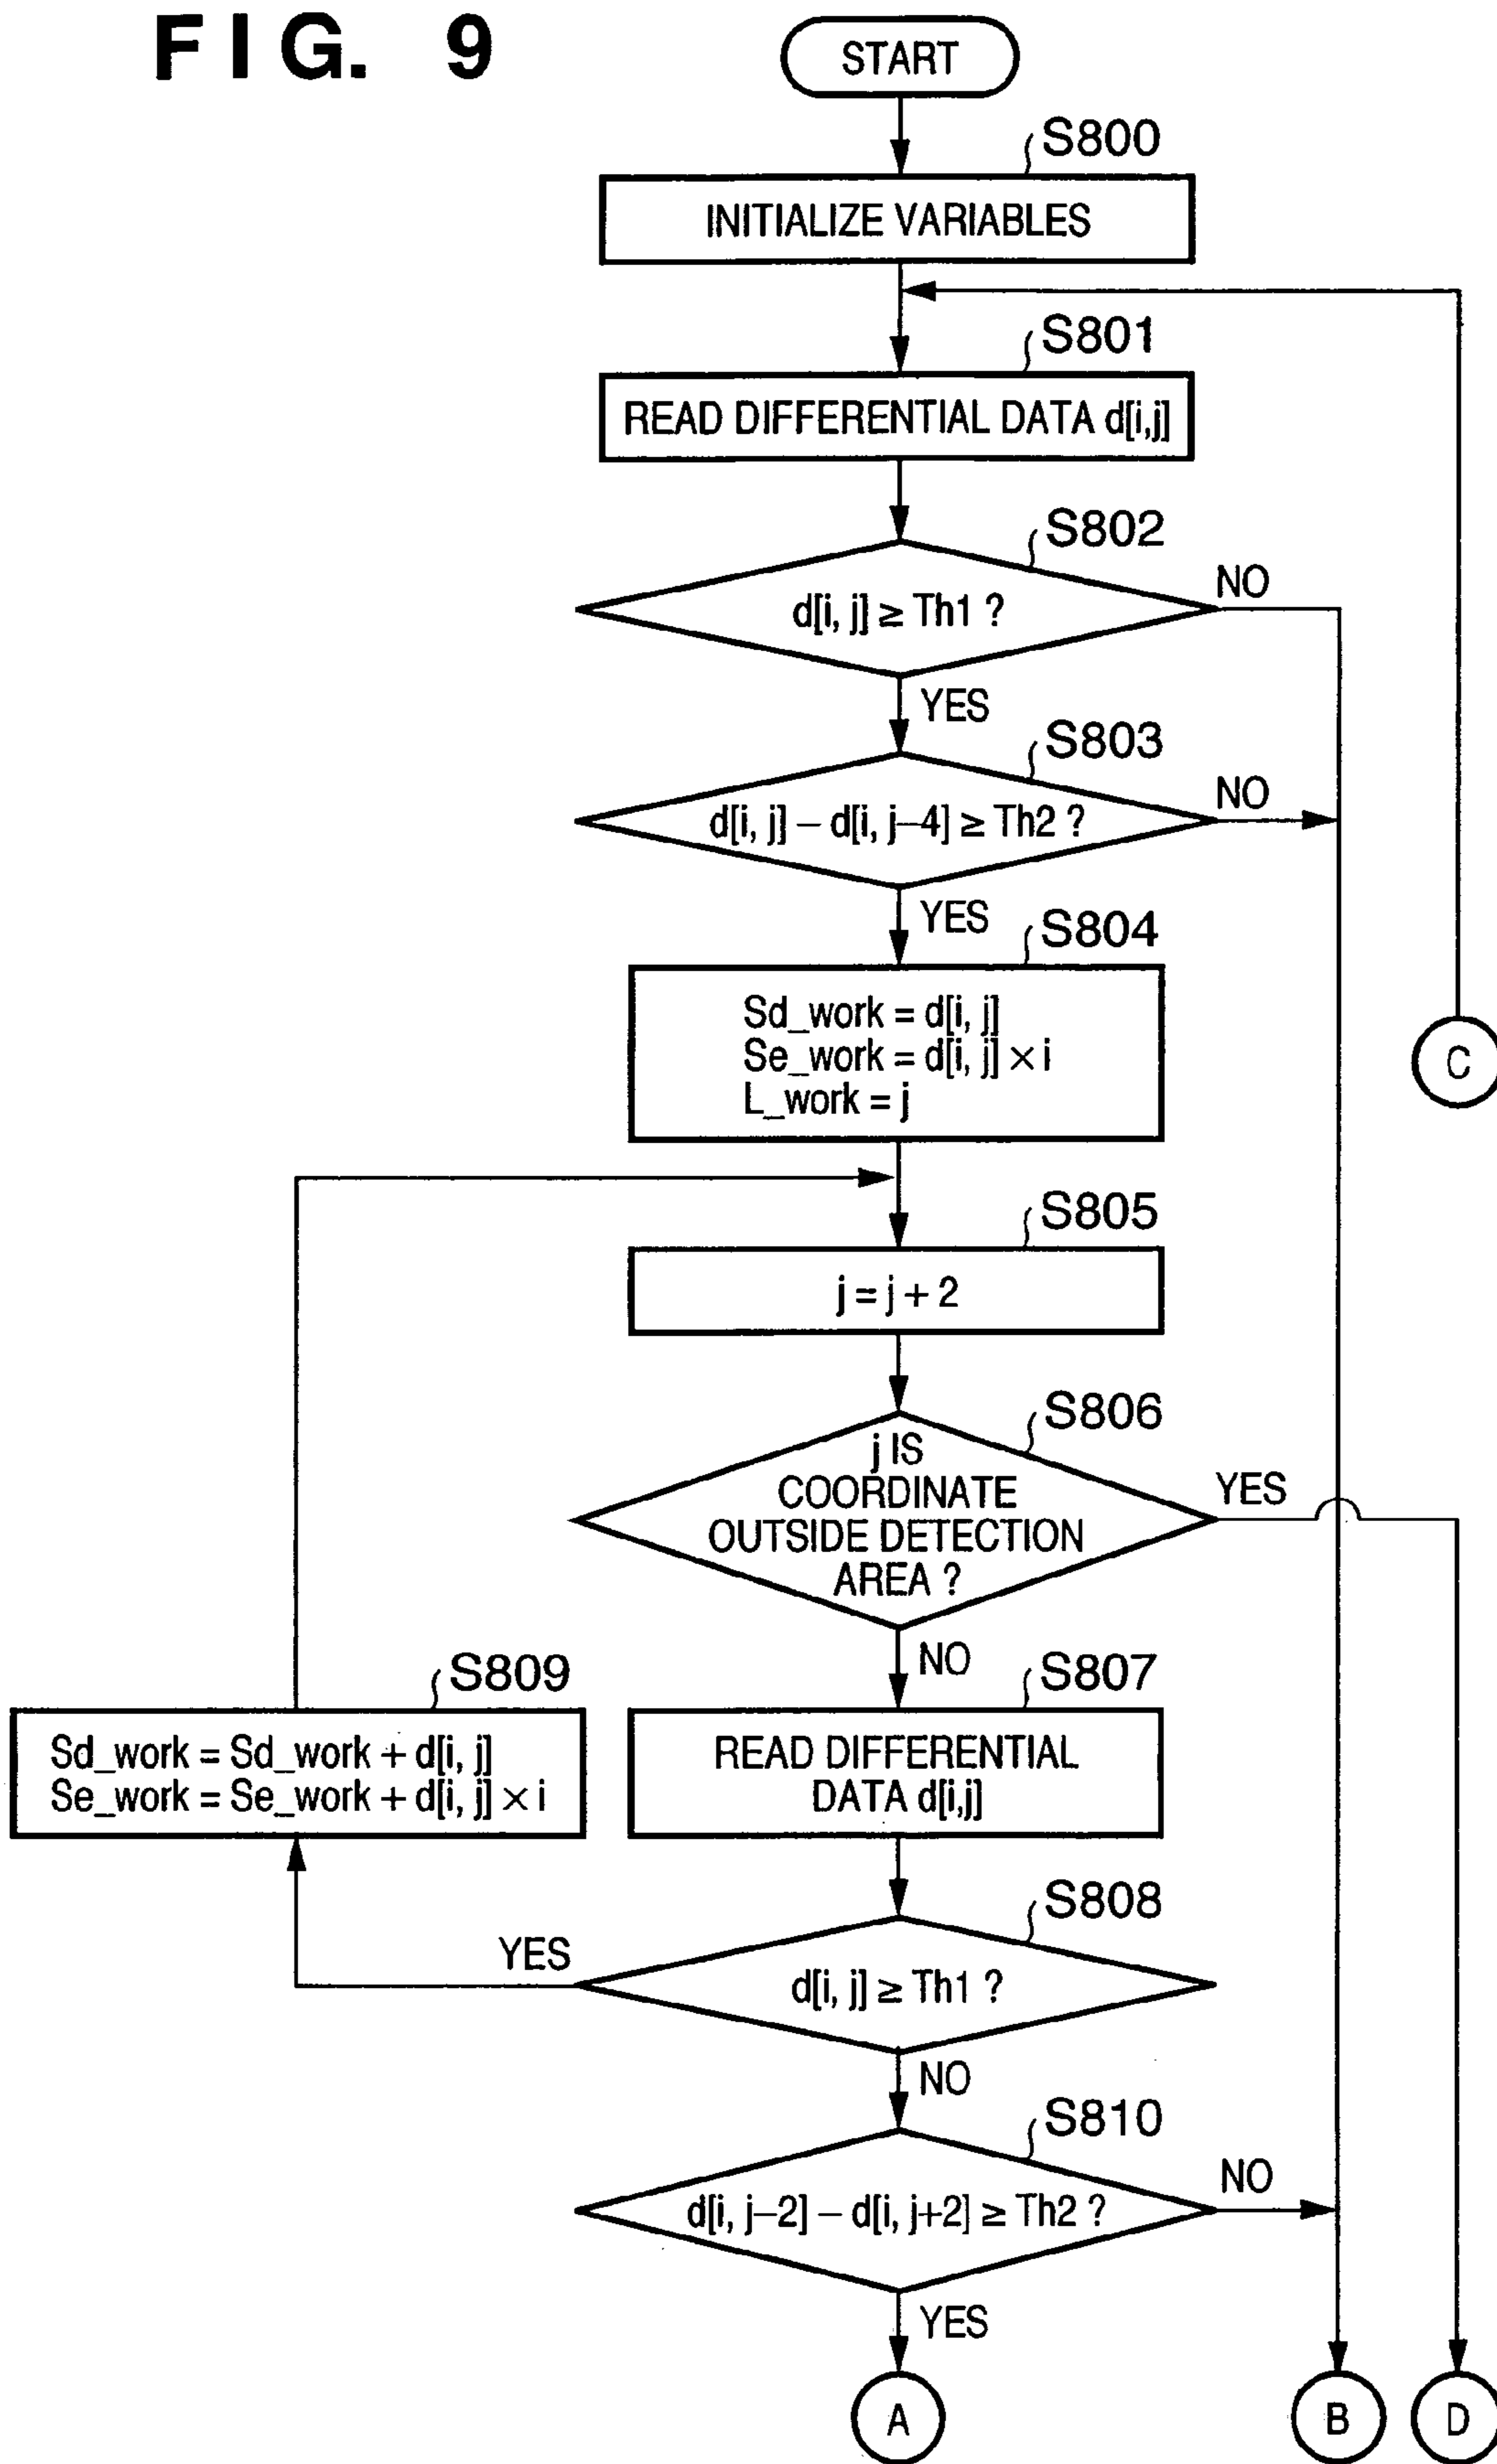 FIG. 9
START
S800
INITIALIZE VARIABLES
S801
READ DIFFERENTIAL DATA d[i,j]
S802
d[i, j] ≥ Th1 ?
NO
YES
S803
d[i, j] – d[i, j–4] ≥ Th2 ?
NO
YES
S804
Sd_work = d[i, j]
Se_work = d[i, j] × i
L_work = j
C
S805
j = j + 2
S806
j IS
COORDINATE
OUTSIDE DETECTION
AREA ?
YES
NO
S809
Sd_work = Sd_work + d[i, j]
Se_work = Se_work + d[i, j] × i
S807
READ DIFFERENTIAL
DATA d[i,j]
S808
YES
d[i, j] ≥ Th1 ?
NO
S810
d[i, j–2] – d[i, j+2] ≥ Th2 ?
NO
YES
A
B
D